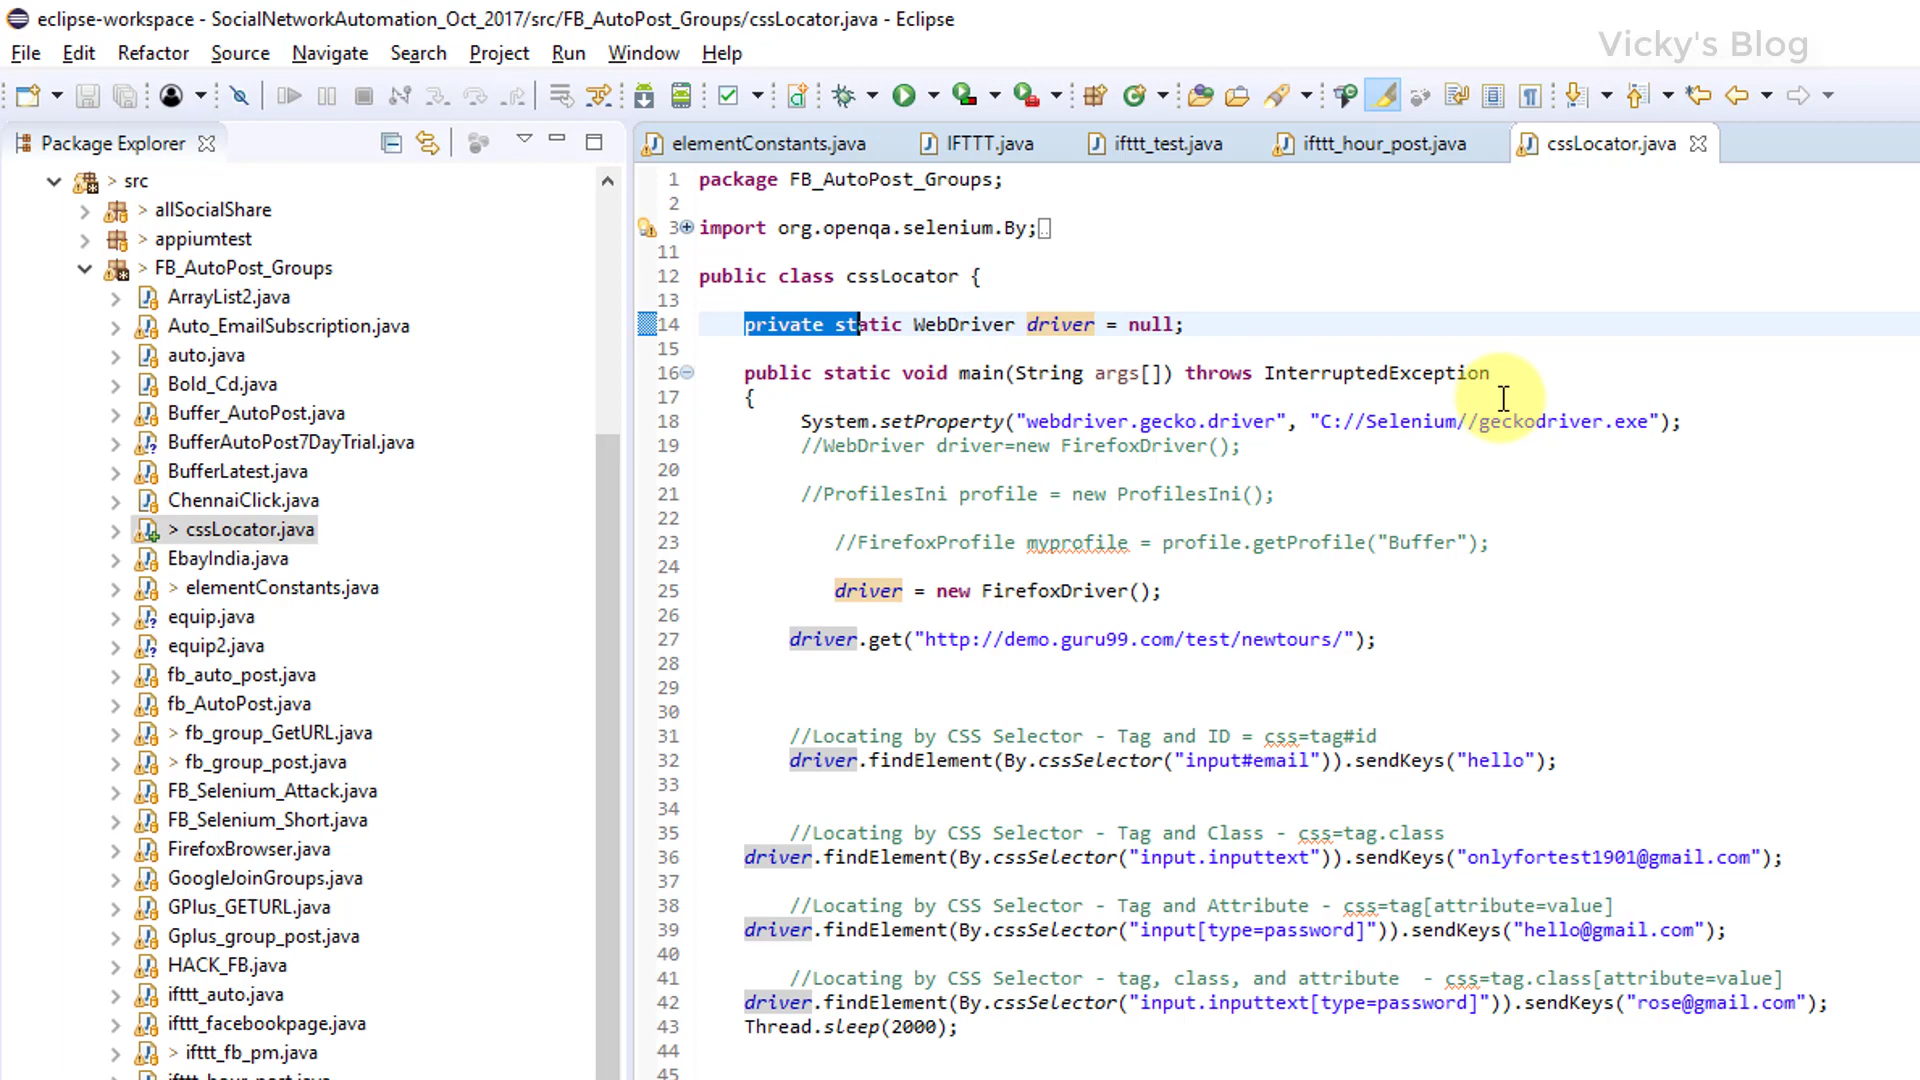 eclipse-workspace - SocialNetworkAutomation_Oct_2017/src/FB_AutoPost_Groups/cssLocator.java - Eclipse
Vicky's Blog
File Edit Refactor Source Navigate Search Project Run Window Help
Package Explorer
src
allSocialShare
appiumtest
FB_AutoPost_Groups
ArrayList2.java
Auto_EmailSubscription.java
auto.java
Bold_Cd.java
Buffer_AutoPost.java
BufferAutoPost7DayTrial.java
BufferLatest.java
ChennaiClick.java
cssLocator.java
EbayIndia.java
elementConstants.java
equip.java
equip2.java
fb_auto_post.java
fb_AutoPost.java
fb_group_GetURL.java
fb_group_post.java
FB_Selenium_Attack.java
FB_Selenium_Short.java
FirefoxBrowser.java
GoogleJoinGroups.java
GPlus_GETURL.java
Gplus_group_post.java
HACK_FB.java
ifttt_auto.java
ifttt_facebookpage.java
ifttt_fb_pm.java
ifttt_hour_post.java
elementConstants.java IFTTT.java ifttt_test.java ifttt_hour_post.java cssLocator.java
1 package FB_AutoPost_Groups;
2
3 import org.openqa.selenium.By;
11
12 public class cssLocator {
13
14 private static WebDriver driver = null;
15
16 public static void main(String args[]) throws InterruptedException
17 {
18 System.setProperty("webdriver.gecko.driver", "C://Selenium//geckodriver.exe");
19 //WebDriver driver=new FirefoxDriver();
20
21 //ProfilesIni profile = new ProfilesIni();
22
23 //FirefoxProfile myprofile = profile.getProfile("Buffer");
24
25 driver = new FirefoxDriver();
26
27 driver.get("http://demo.guru99.com/test/newtours/");
28
29
30
31 //Locating by CSS Selector - Tag and ID = css=tag#id
32 driver.findElement(By.cssSelector("input#email")).sendKeys("hello");
33
34
35 //Locating by CSS Selector - Tag and Class - css=tag.class
36 driver.findElement(By.cssSelector("input.inputtext")).sendKeys("onlyfortest1901@gmail.com");
37
38 //Locating by CSS Selector - Tag and Attribute - css=tag[attribute=value]
39 driver.findElement(By.cssSelector("input[type=password]")).sendKeys("hello@gmail.com");
40
41 //Locating by CSS Selector - tag, class, and attribute - css=tag.class[attribute=value]
42 driver.findElement(By.cssSelector("input.inputtext[type=password]")).sendKeys("rose@gmail.com");
43 Thread.sleep(2000);
44
45